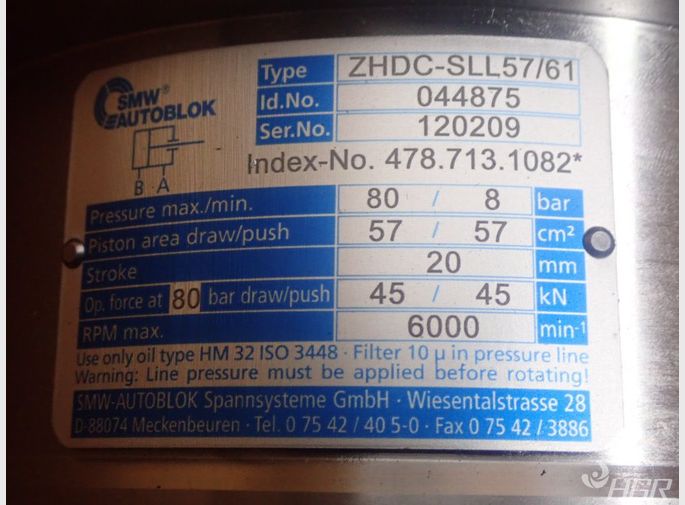 SMW®
AUTOBLOK
Type ZHDC-SLL57/61
Id.No. 044875
Ser.No. 120209
Index-No. 478.713.1082*
B A
Pressure max./min. 80 / 8 bar
Piston area draw/push 57 / 57 cm²
Stroke 20 mm
Op. force at 80 bar draw/push 45 / 45 kN
RPM max. 6000 min-1
Use only oil type HM 32 ISO 3448 · Filter 10 µ in pressure line
Warning: Line pressure must be applied before rotating!
SMW-AUTOBLOK Spannsysteme GmbH · Wiesentalstrasse 28
D-88074 Meckenbeuren · Tel. 0 75 42 / 40 5-0 · Fax 0 75 42 / 3886
HGR